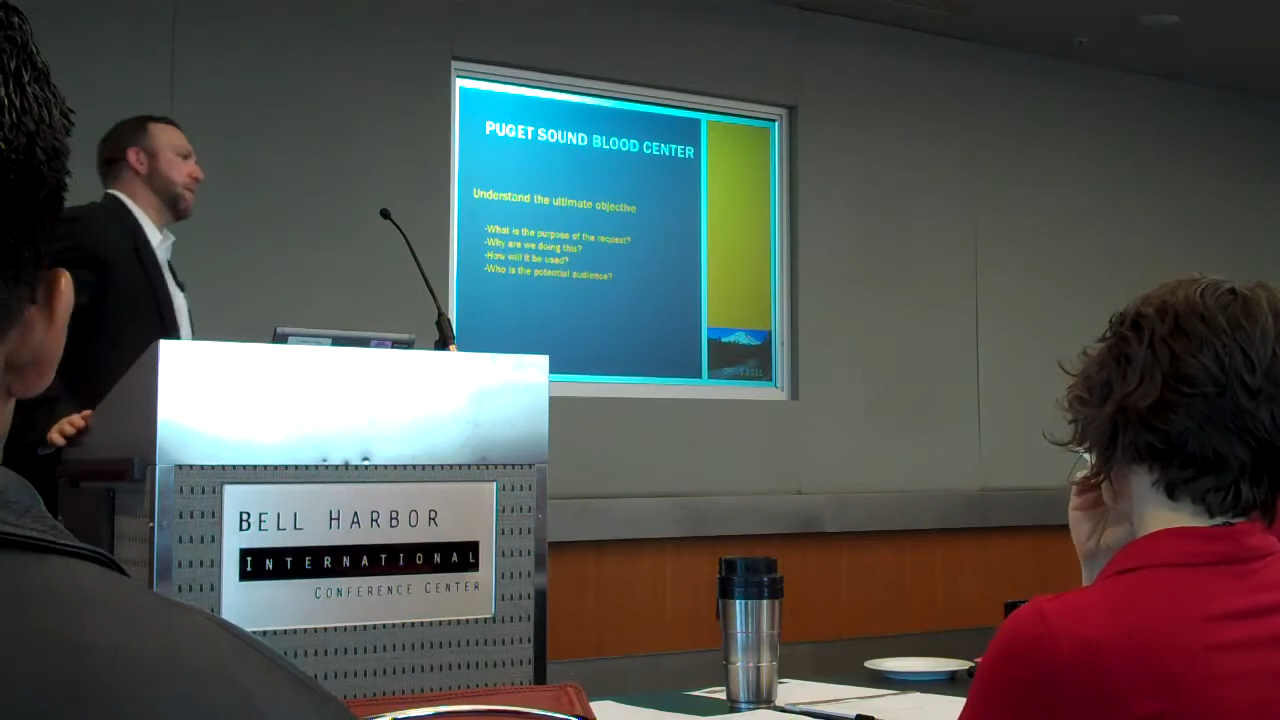 PUGET SOUND BLOOD CENTER
Understand the ultimate objective
-What is the purpose of the request?
-Why are we doing this?
-How will it be used?
-Who is the potential audience?
BELL HARBOR
INTERNATIONAL
CONFERENCE CENTER